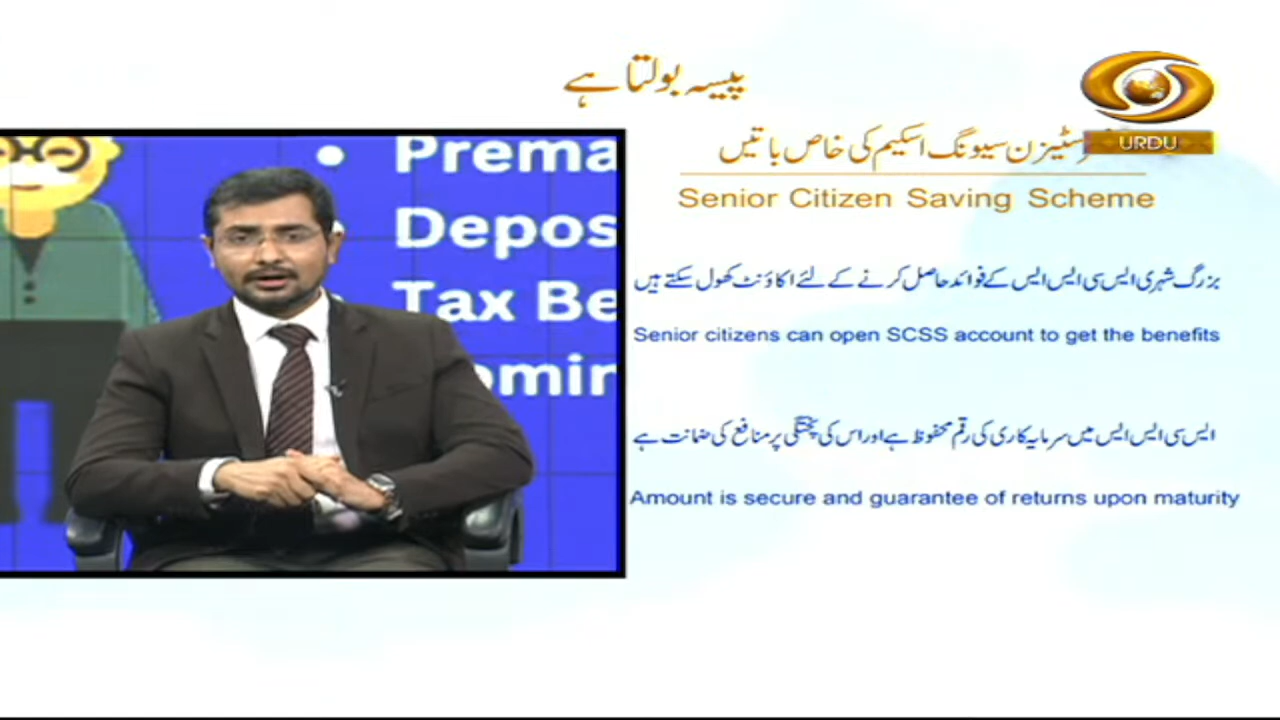 پیسہ بولتا ہے
URDU
سٹیزن سیونگ اسکیم کی خاص باتیں
Senior Citizen Saving Scheme
بزرگ شہری ایس سی ایس ایس کے فوائد حاصل کرنے کے لئے اکاؤنٹ کھول سکتے ہیں
Senior citizens can open SCSS account to get the benefits
ایس سی ایس ایس میں سرمایہ کاری کی رقم محفوظ ہے اور اس کی پختگی پر منافع کی ضمانت ہے
Amount is secure and guarantee of returns upon maturity
• Prema
• Depos
Tax Be
omin